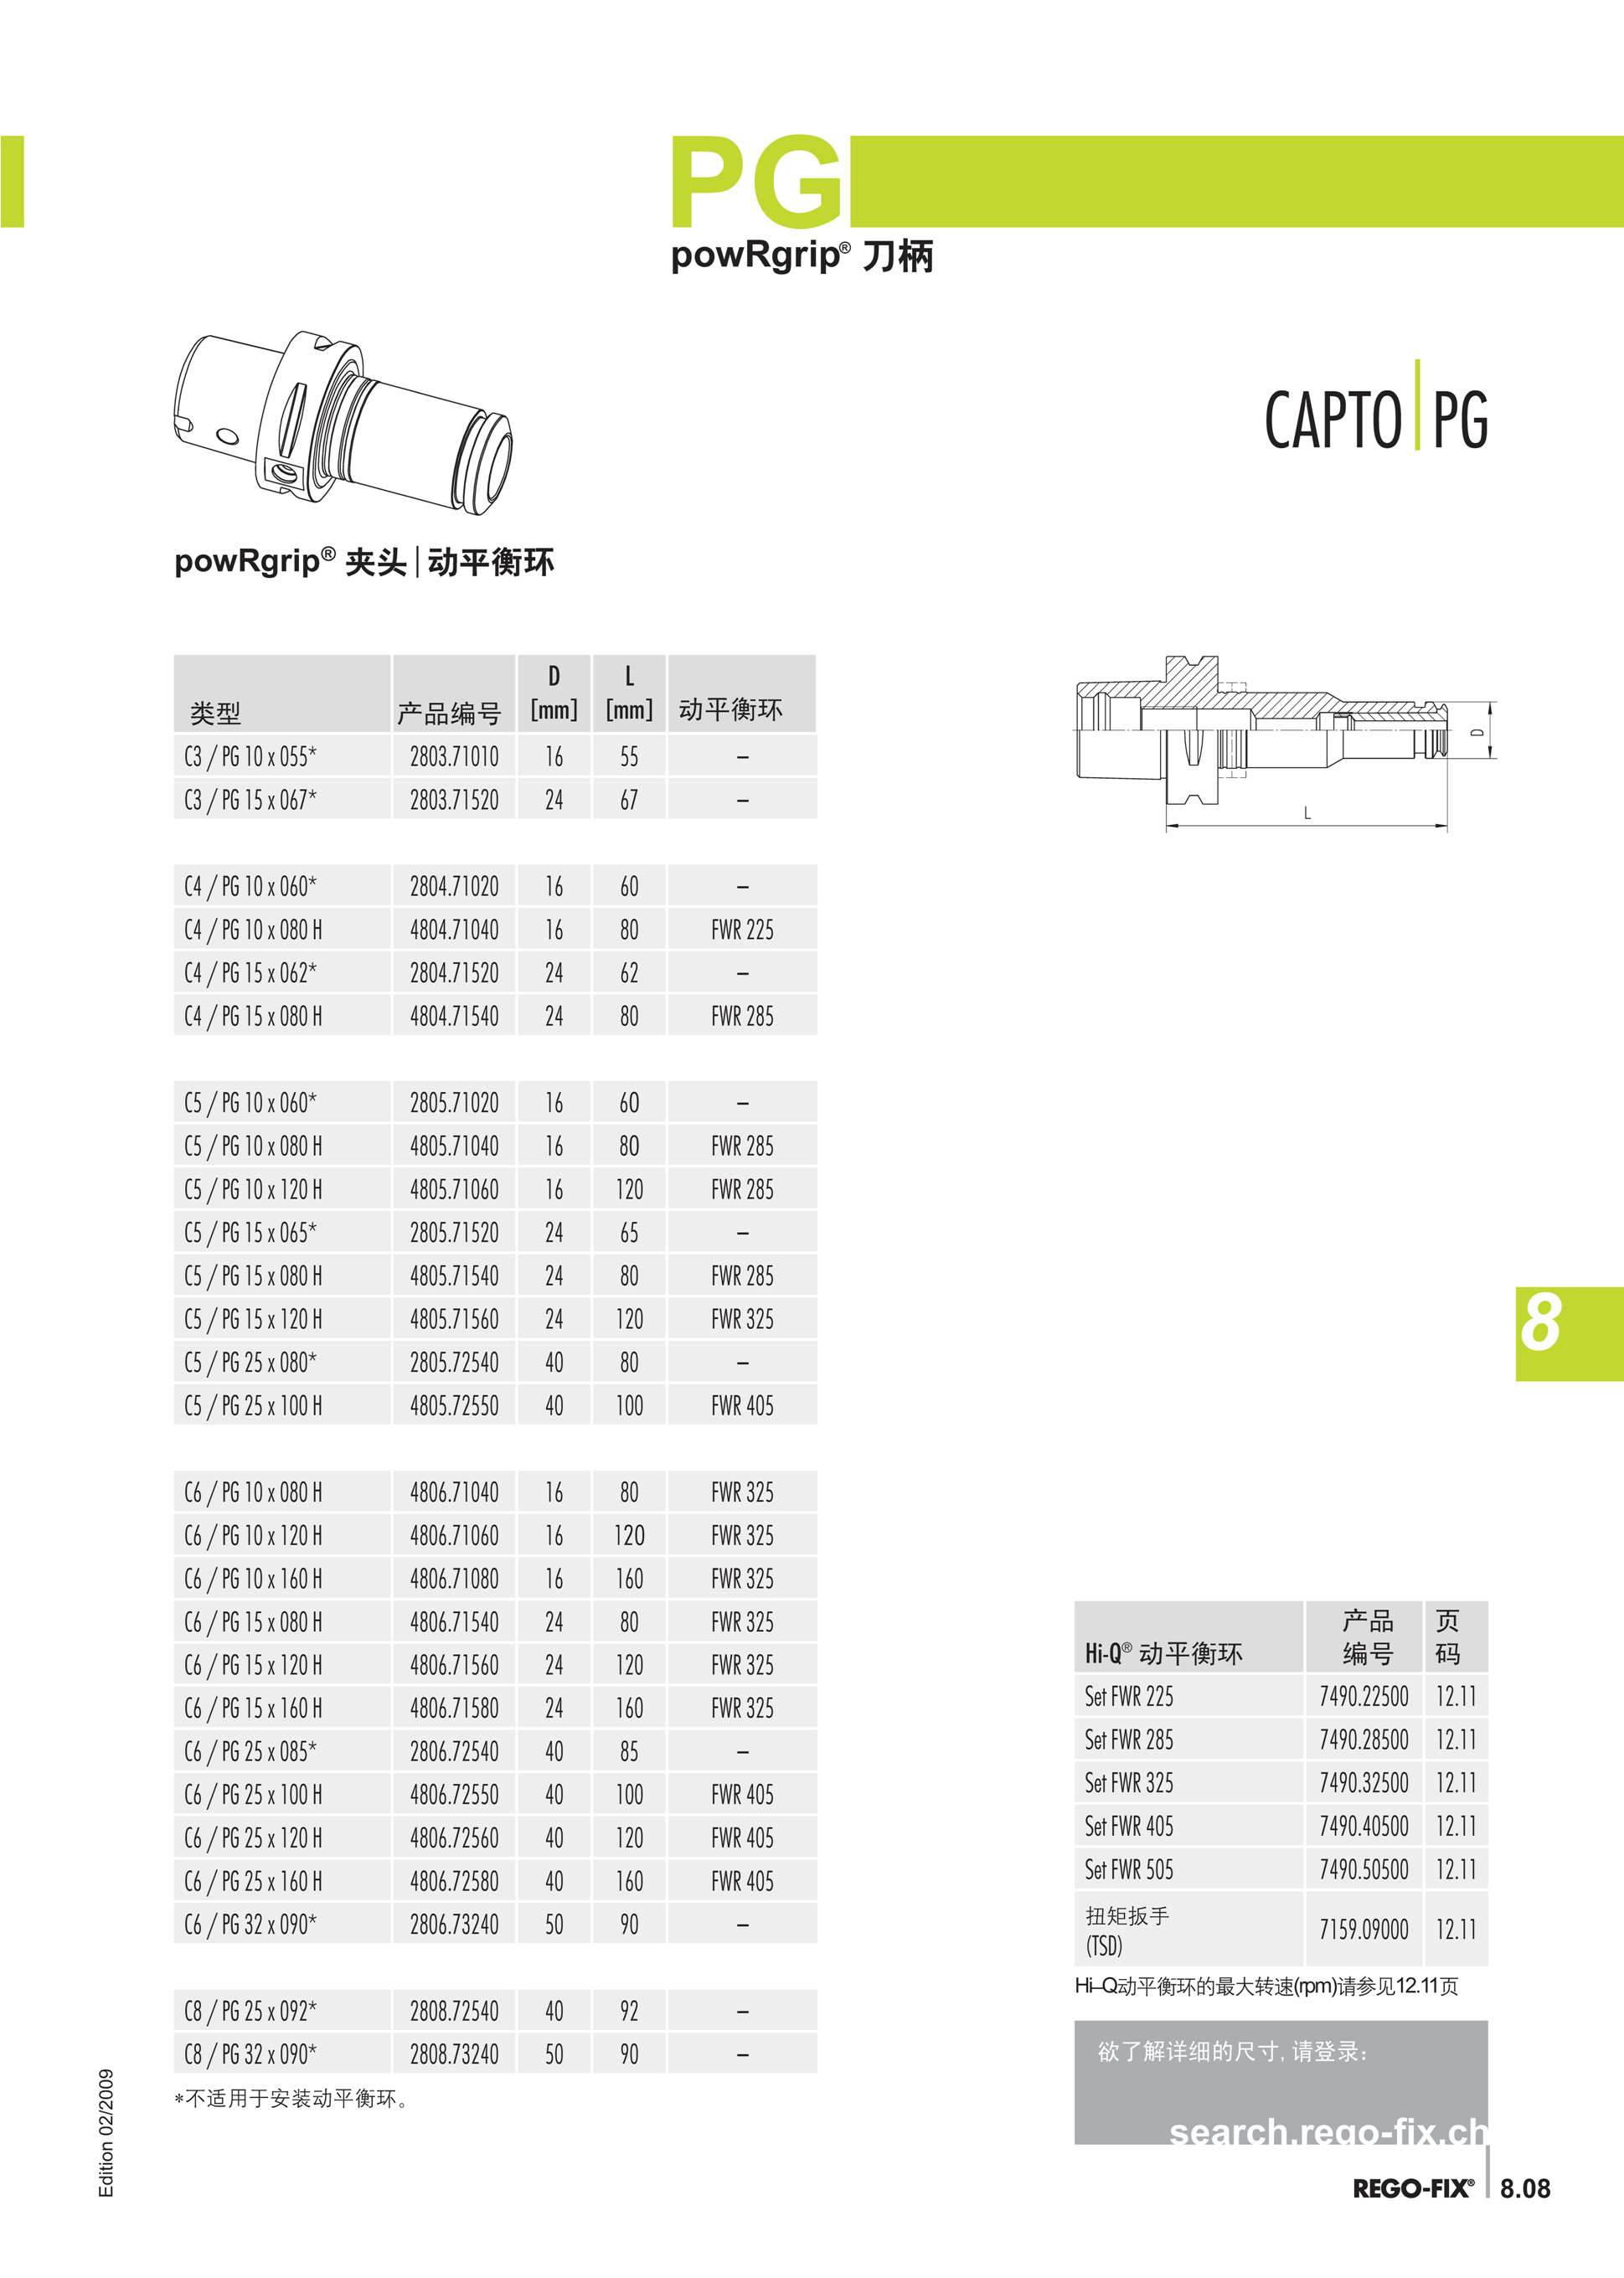 PG
powRgrip® 刀柄
CAPTO | PG
powRgrip® 夹头 | 动平衡环
类型 产品编号 D [mm] L [mm] 动平衡环
C3 / PG 10 x 055* 2803.71010 16 55 –
C3 / PG 15 x 067* 2803.71520 24 67 –
C4 / PG 10 x 060* 2804.71020 16 60 –
C4 / PG 10 x 080 H 4804.71040 16 80 FWR 225
C4 / PG 15 x 062* 2804.71520 24 62 –
C4 / PG 15 x 080 H 4804.71540 24 80 FWR 285
C5 / PG 10 x 060* 2805.71020 16 60 –
C5 / PG 10 x 080 H 4805.71040 16 80 FWR 285
C5 / PG 10 x 120 H 4805.71060 16 120 FWR 285
C5 / PG 15 x 065* 2805.71520 24 65 –
C5 / PG 15 x 080 H 4805.71540 24 80 FWR 285
C5 / PG 15 x 120 H 4805.71560 24 120 FWR 325
C5 / PG 25 x 080* 2805.72540 40 80 –
C5 / PG 25 x 100 H 4805.72550 40 100 FWR 405
C6 / PG 10 x 080 H 4806.71040 16 80 FWR 325
C6 / PG 10 x 120 H 4806.71060 16 120 FWR 325
C6 / PG 10 x 160 H 4806.71080 16 160 FWR 325
C6 / PG 15 x 080 H 4806.71540 24 80 FWR 325
C6 / PG 15 x 120 H 4806.71560 24 120 FWR 325
C6 / PG 15 x 160 H 4806.71580 24 160 FWR 325
C6 / PG 25 x 085* 2806.72540 40 85 –
C6 / PG 25 x 100 H 4806.72550 40 100 FWR 405
C6 / PG 25 x 120 H 4806.72560 40 120 FWR 405
C6 / PG 25 x 160 H 4806.72580 40 160 FWR 405
C6 / PG 32 x 090* 2806.73240 50 90 –
C8 / PG 25 x 092* 2808.72540 40 92 –
C8 / PG 32 x 090* 2808.73240 50 90 –
*不适用于安装动平衡环。
D
L
8
Hi-Q® 动平衡环 产品编号 页码
Set FWR 225 7490.22500 12.11
Set FWR 285 7490.28500 12.11
Set FWR 325 7490.32500 12.11
Set FWR 405 7490.40500 12.11
Set FWR 505 7490.50500 12.11
扭矩扳手
(TSD) 7159.09000 12.11
Hi–Q动平衡环的最大转速(rpm)请参见12.11页
欲了解详细的尺寸, 请登录:
search.rego-fix.ch
Edition 02/2009
REGO-FIX® 8.08